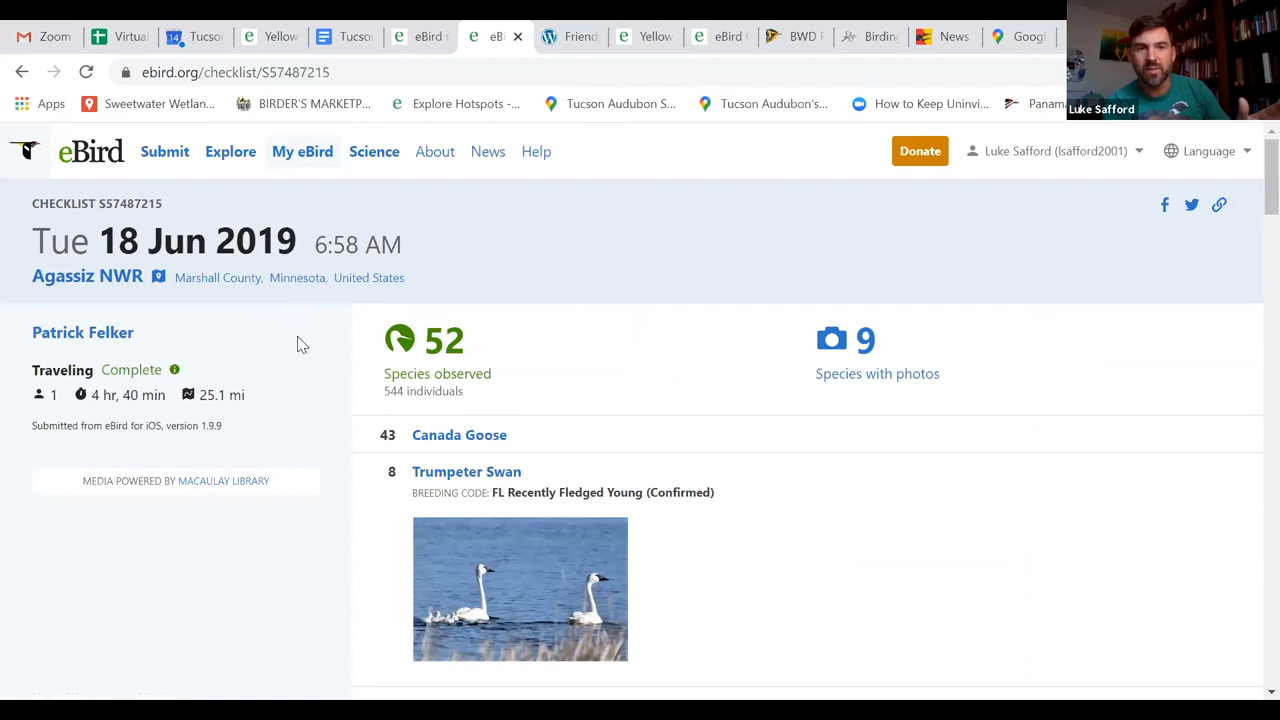 Zoom
Virtual
14
Tucson
Yellow
Tucso
eBird
eBi
Friend
Yellow
eBird
BWD F
Birding
News
Googl
ebird.org/checklist/S57487215
Apps
Sweetwater Wetlan...
BIRDER'S MARKETP...
Explore Hotspots -...
Tucson Audubon S...
Tucson Audubon's...
How to Keep Uninvi...
Panam
Luke Safford
eBird
Submit
Explore
My eBird
Science
About
News
Help
Donate
Luke Safford (lsafford2001)
Language
CHECKLIST S57487215
Tue 18 Jun 2019 6:58 AM
Agassiz NWR Marshall County, Minnesota, United States
Patrick Felker
Traveling Complete
1 4 hr, 40 min 25.1 mi
Submitted from eBird for iOS, version 1.9.9
MEDIA POWERED BY MACAULAY LIBRARY
52
Species observed
544 individuals
9
Species with photos
43 Canada Goose
8 Trumpeter Swan
BREEDING CODE: FL Recently Fledged Young (Confirmed)